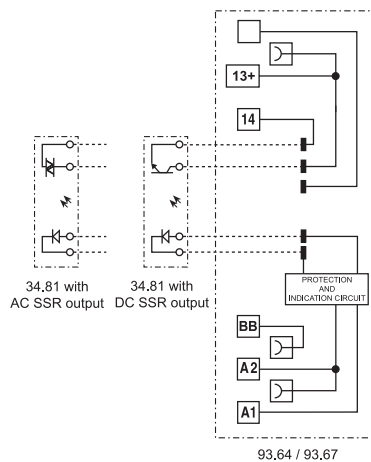 13+
14
34.81 with
AC SSR output
34.81 with
DC SSR output
PROTECTION
AND
INDICATION CIRCUIT
BB
A2
A1
93.64 / 93.67